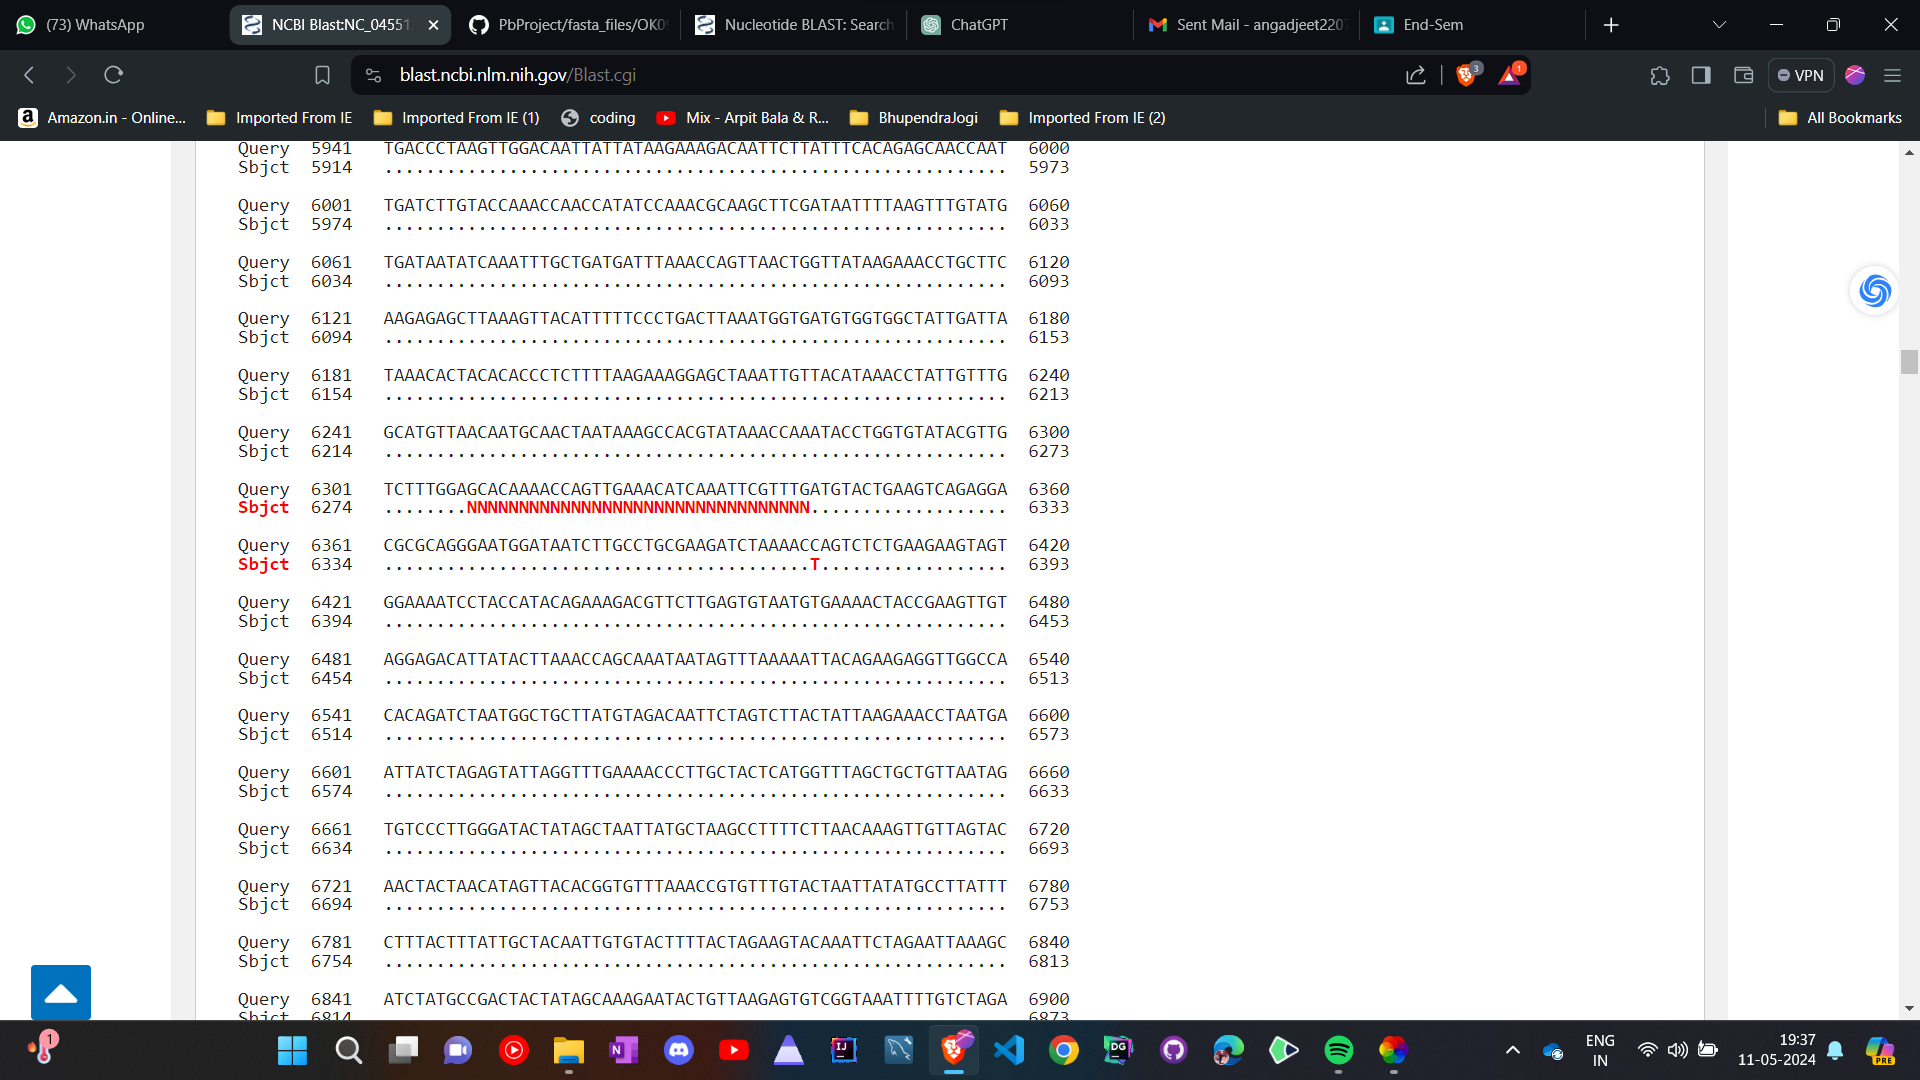 (73) WhatsApp
NCBI Blast:NC_04551
PbProject/fasta_files/OK09
Nucleotide BLAST: Search
ChatGPT
Sent Mail - angadjeet2207
End-Sem
blast.ncbi.nlm.nih.gov/Blast.cgi
3
1
VPN
Amazon.in - Online...
Imported From IE
Imported From IE (1)
coding
Mix - Arpit Bala & R...
BhupendraJogi
Imported From IE (2)
All Bookmarks
Query 5941 TGACCCTAAGTTGGACAATTATTATAAGAAAGACAATTCTTATTTCACAGAGCAACCAAT 6000
Sbjct 5914 ............................................................ 5973
Query 6001 TGATCTTGTACCAAACCAACCATATCCAAACGCAAGCTTCGATAATTTTAAGTTTGTATG 6060
Sbjct 5974 ............................................................ 6033
Query 6061 TGATAATATCAAATTTGCTGATGATTTAAACCAGTTAACTGGTTATAAGAAACCTGCTTC 6120
Sbjct 6034 ............................................................ 6093
Query 6121 AAGAGAGCTTAAAGTTACATTTTTCCCTGACTTAAATGGTGATGTGGTGGCTATTGATTA 6180
Sbjct 6094 ............................................................ 6153
Query 6181 TAAACACTACACACCCTCTTTTAAGAAAGGAGCTAAATTGTTACATAAACCTATTGTTTG 6240
Sbjct 6154 ............................................................ 6213
Query 6241 GCATGTTAACAATGCAACTAATAAAGCCACGTATAAACCAAATACCTGGTGTATACGTTG 6300
Sbjct 6214 ............................................................ 6273
Query 6301 TCTTTGGAGCACAAAACCAGTTGAAACATCAAATTCGTTTGATGTACTGAAGTCAGAGGA 6360
Sbjct 6274 ........NNNNNNNNNNNNNNNNNNNNNNNNNNNNNNNNN................... 6333
Query 6361 CGCGCAGGGAATGGATAATCTTGCCTGCGAAGATCTAAAACCAGTCTCTGAAGAAGTAGT 6420
Sbjct 6334 .........................................T.................. 6393
Query 6421 GGAAAATCCTACCATACAGAAAGACGTTCTTGAGTGTAATGTGAAAACTACCGAAGTTGT 6480
Sbjct 6394 ............................................................ 6453
Query 6481 AGGAGACATTATACTTAAACCAGCAAATAATAGTTTAAAAATTACAGAAGAGGTTGGCCA 6540
Sbjct 6454 ............................................................ 6513
Query 6541 CACAGATCTAATGGCTGCTTATGTAGACAATTCTAGTCTTACTATTAAGAAACCTAATGA 6600
Sbjct 6514 ............................................................ 6573
Query 6601 ATTATCTAGAGTATTAGGTTTGAAAACCCTTGCTACTCATGGTTTAGCTGCTGTTAATAG 6660
Sbjct 6574 ............................................................ 6633
Query 6661 TGTCCCTTGGGATACTATAGCTAATTATGCTAAGCCTTTTCTTAACAAAGTTGTTAGTAC 6720
Sbjct 6634 ............................................................ 6693
Query 6721 AACTACTAACATAGTTACACGGTGTTTAAACCGTGTTTGTACTAATTATATGCCTTATTT 6780
Sbjct 6694 ............................................................ 6753
Query 6781 CTTTACTTTATTGCTACAATTGTGTACTTTTACTAGAAGTACAAATTCTAGAATTAAAGC 6840
Sbjct 6754 ............................................................ 6813
Query 6841 ATCTATGCCGACTACTATAGCAAAGAATACTGTTAAGAGTGTCGGTAAATTTTGTCTAGA 6900
Sbjct 6814 6873
1
ENG
IN
19:37
11-05-2024
PRE